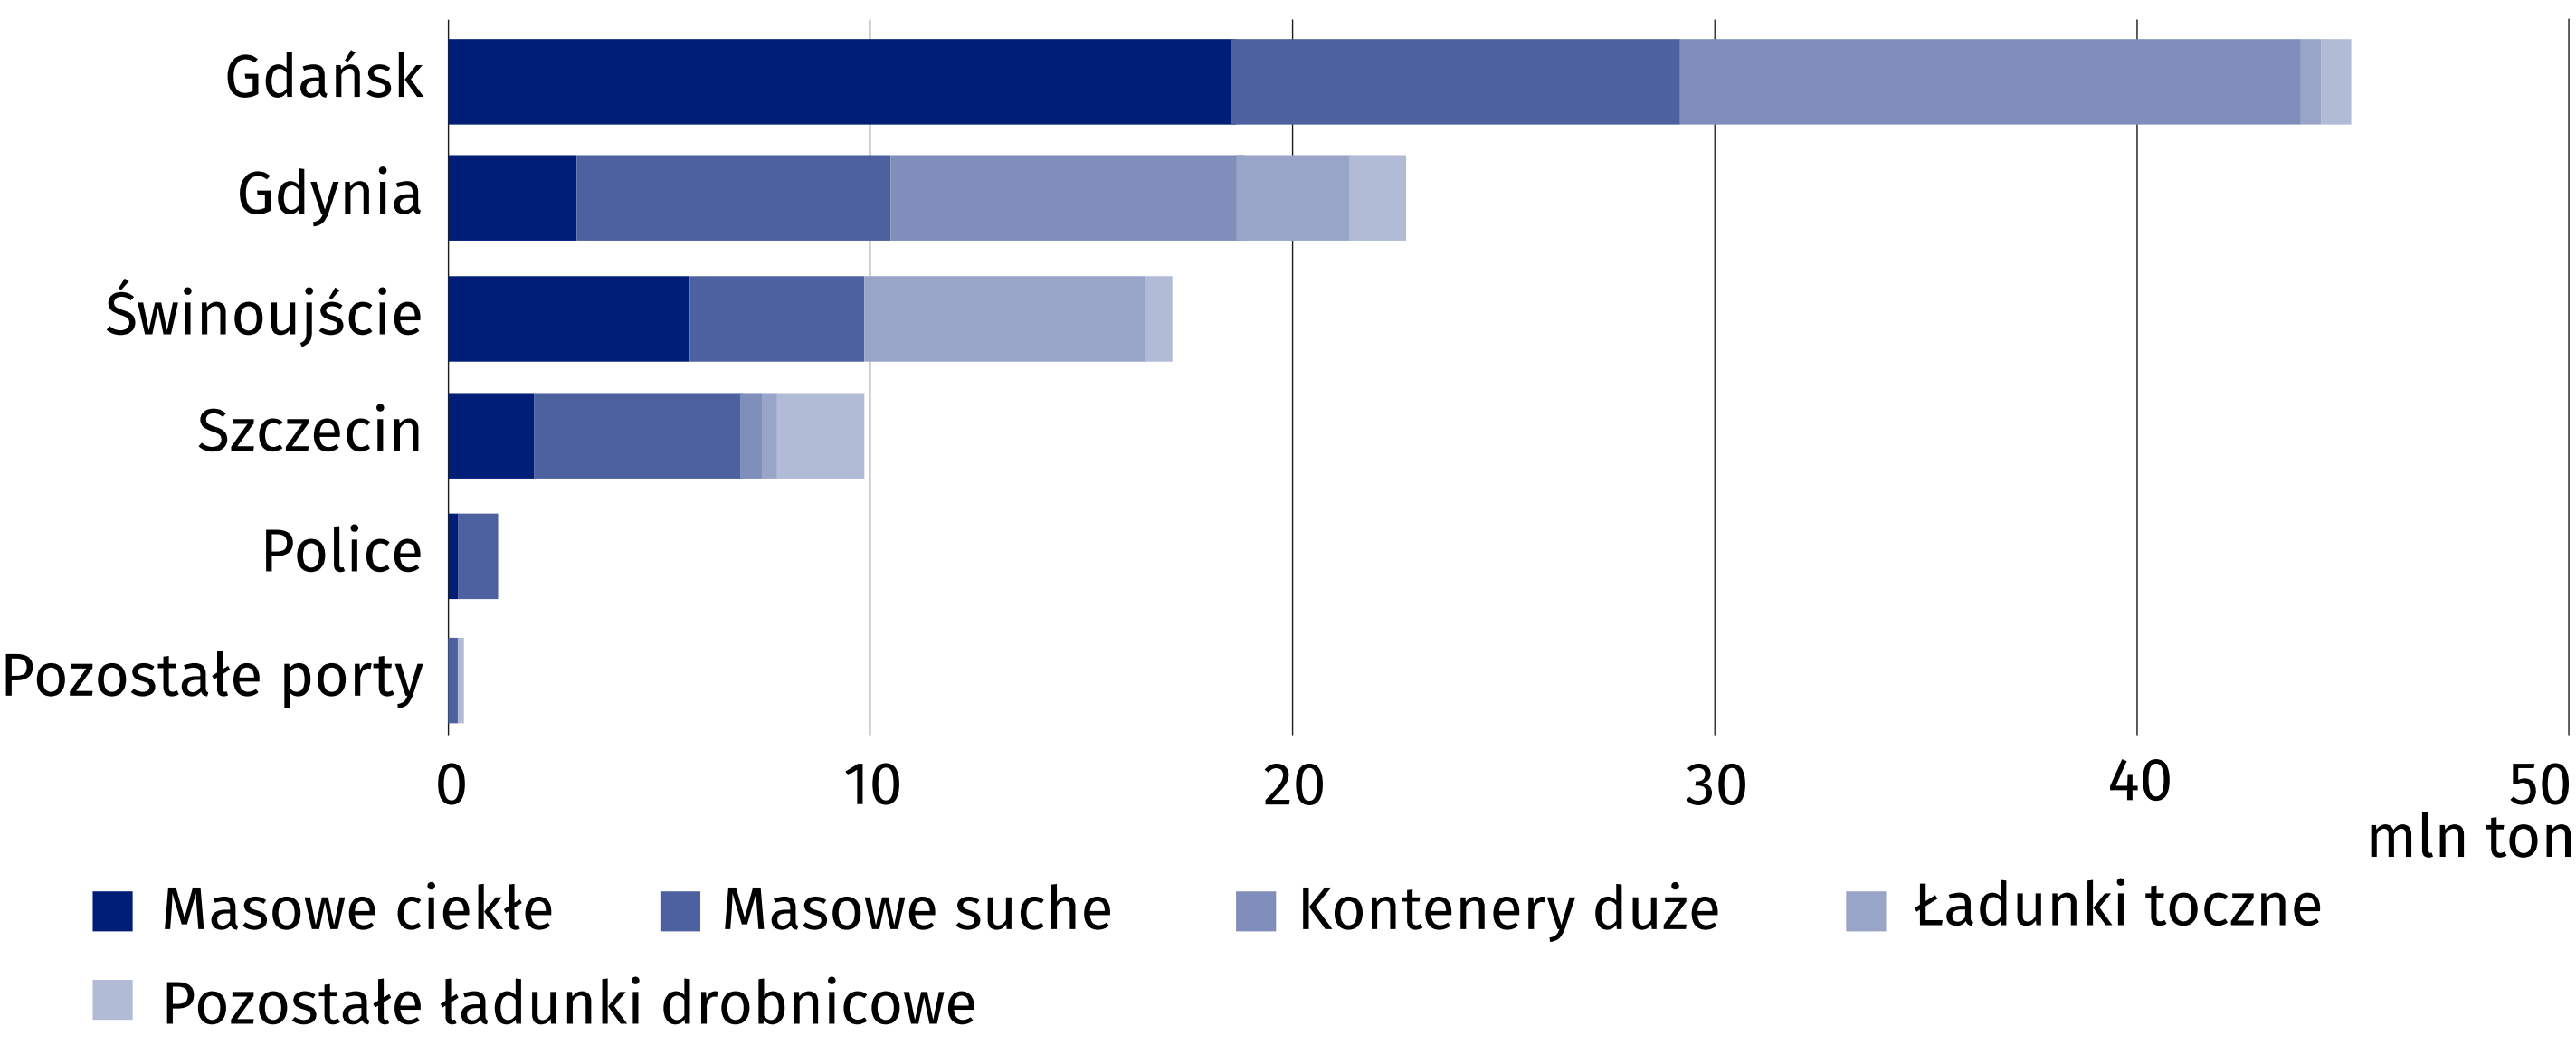 Gdańsk
Gdynia
Świnoujście
Szczecin
Police
Pozostałe porty
0 10 20 30 40 50
mln ton
Masowe ciekłe Masowe suche Kontenery duże Ładunki toczne
Pozostałe ładunki drobnicowe